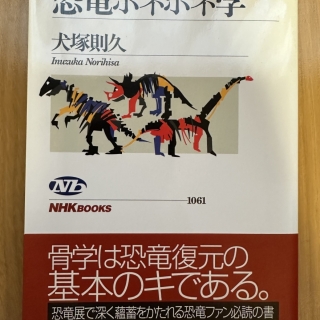 恐竜ホネホネ学
犬塚則久
Inuzuka Norihisa
Nb
NHKBOOKS
1061
骨学は恐竜復元の
基本のキである。
恐竜展で深く蘊蓄をかたれる恐竜ファン必読の書